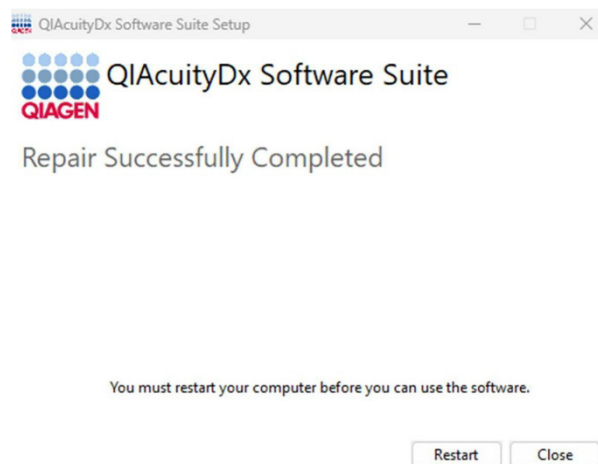 QIAcuityDx Software Suite Setup
QIAcuityDx Software Suite
QIAGEN
Repair Successfully Completed
You must restart your computer before you can use the software.
Restart
Close